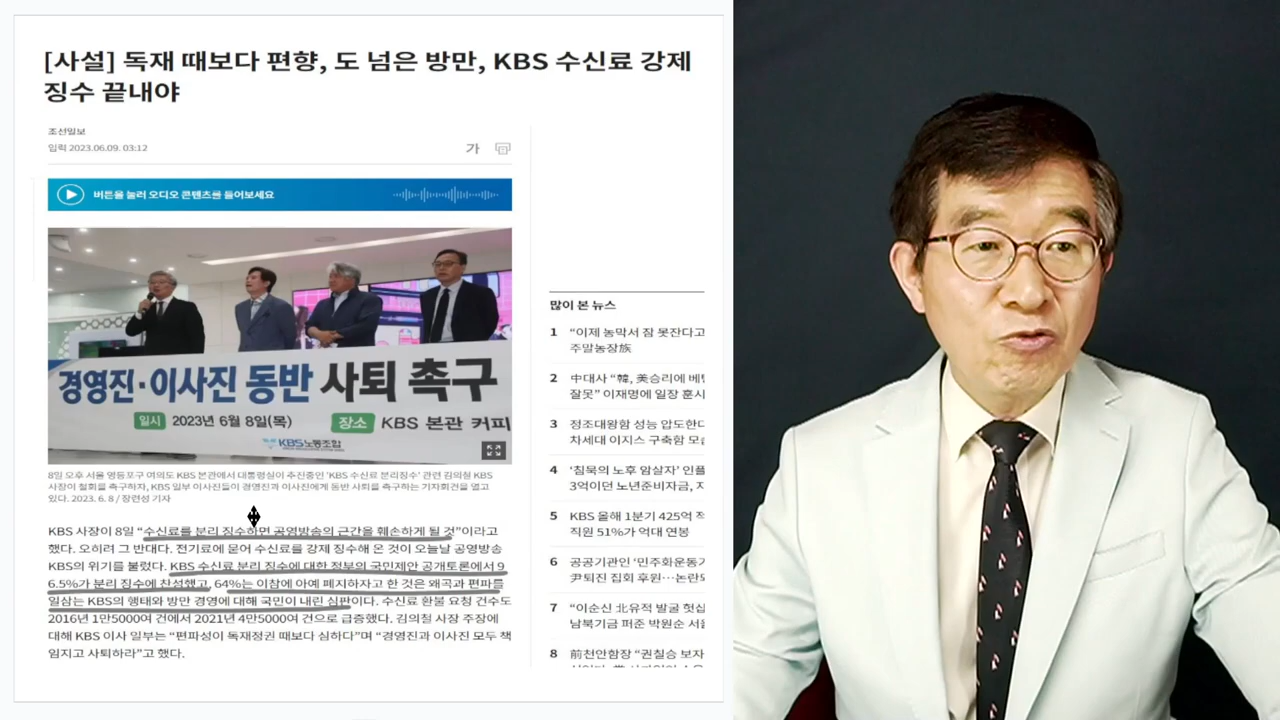 [사설] 독재 때보다 편향, 도 넘은 방만, KBS 수신료 강제
징수 끝내야
조선일보
입력 2023.06.09. 03:12
가
버튼을 눌러 오디오 콘텐츠를 들어보세요
경영진·이사진 동반 사퇴 촉구
일시 2023년 6월 8일(목) 장소 KBS 본관 커피
KBS노동조합
8일 오후 서울 영등포구 여의도 KBS 본관에서 대통령실이 추진중인 'KBS 수신료 분리징수' 관련 김의철 KBS
사장이 철회를 촉구하자, KBS 일부 이사진들이 경영진과 이사진에게 동반 사퇴를 촉구하는 기자회견을 열고
있다. 2023. 6. 8 / 장련성 기자
KBS 사장이 8일 “수신료를 분리 징수하면 공영방송의 근간을 훼손하게 될 것”이라고
했다. 오히려 그 반대다. 전기료에 묻어 수신료를 강제 징수해 온 것이 오늘날 공영방송
KBS의 위기를 불렀다. KBS 수신료 분리 징수에 대한 정부의 국민제안 공개토론에서 9
6.5%가 분리 징수에 찬성했고, 64%는 이참에 아예 폐지하자고 한 것은 왜곡과 편파를
일삼는 KBS의 행태와 방만 경영에 대해 국민이 내린 심판이다. 수신료 환불 요청 건수도
2016년 1만5000여 건에서 2021년 4만5000여 건으로 급증했다. 김의철 사장 주장에
대해 KBS 이사 일부는 “편파성이 독재정권 때보다 심하다”며 “경영진과 이사진 모두 책
임지고 사퇴하라”고 했다.
많이 본 뉴스
1 “이제 농막서 잠 못잔다고
주말농장族
2 中대사 “韓, 美승리에 베팅
잘못” 이재명에 일장 훈시
3 정조대왕함 성능 압도한다
차세대 이지스 구축함 모습
4 ‘침묵의 노후 암살자’ 인플
3억이던 노년준비자금, 지
5 KBS 올해 1분기 425억 적
직원 51%가 억대 연봉
6 공공기관인 ‘민주화운동기
尹퇴진 집회 후원…논란되
7 “이순신 北유적 발굴 헛심
남북기금 퍼준 박원순 서울
8 前천안함장 “권칠승 보자